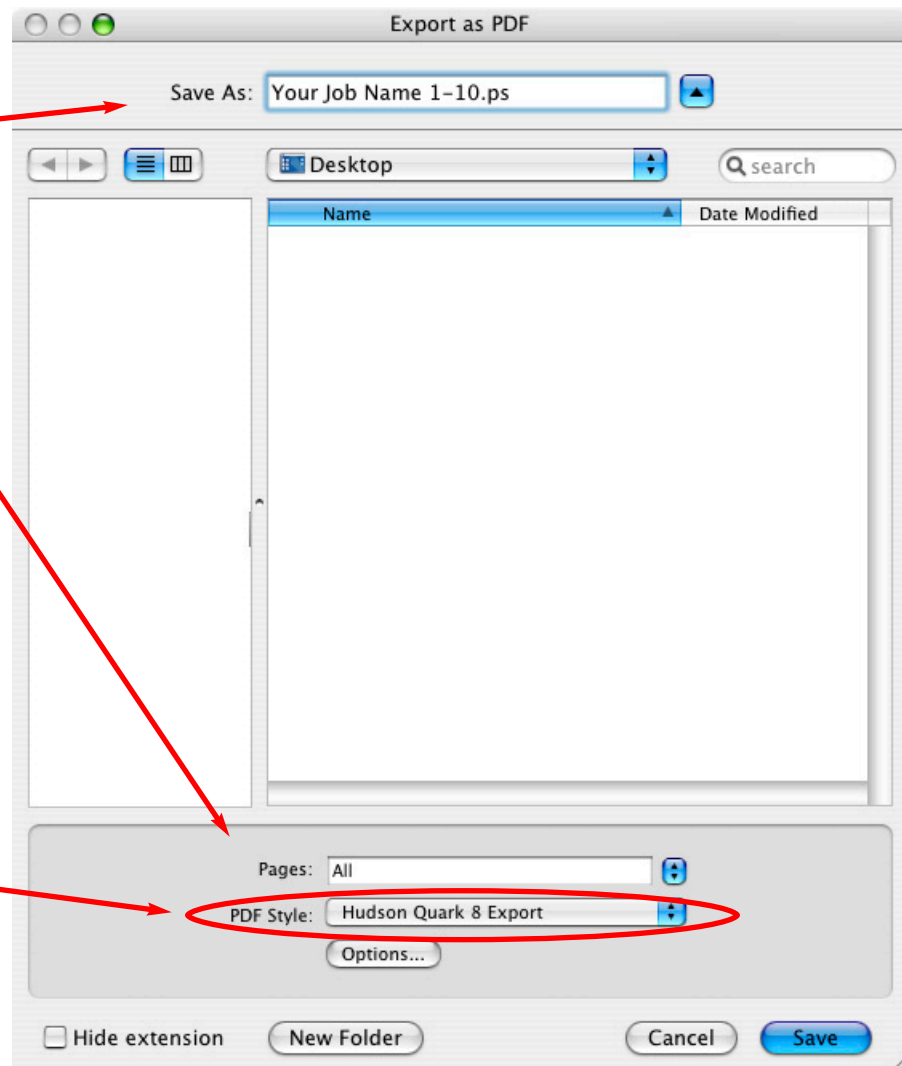 Export as PDF
Save As: Your Job Name 1-10.ps
Desktop
search
Name Date Modified
Pages: All
PDF Style: Hudson Quark 8 Export
Options...
Hide extension New Folder Cancel Save